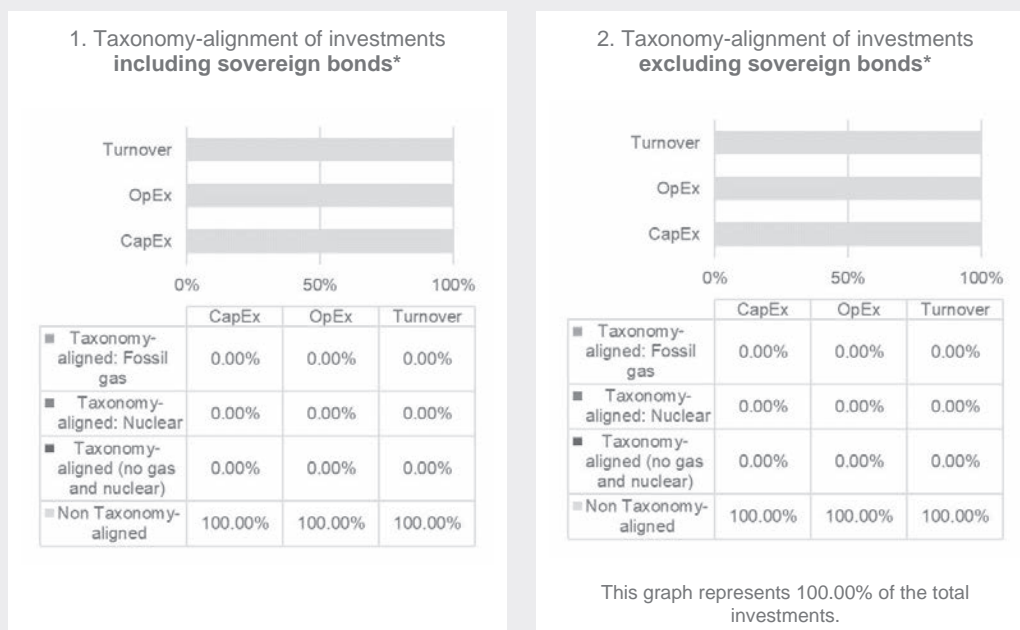 1. Taxonomy-alignment of investments
including sovereign bonds*
Turnover
OpEx
CapEx
0% 50% 100%
CapEx OpEx Turnover
Taxonomy-
aligned: Fossil
gas
0.00% 0.00% 0.00%
Taxonomy-
aligned: Nuclear
0.00% 0.00% 0.00%
Taxonomy-
aligned (no gas
and nuclear)
0.00% 0.00% 0.00%
Non Taxonomy-
aligned
100.00% 100.00% 100.00%
2. Taxonomy-alignment of investments
excluding sovereign bonds*
Turnover
OpEx
CapEx
0% 50% 100%
CapEx OpEx Turnover
Taxonomy-
aligned: Fossil
gas
0.00% 0.00% 0.00%
Taxonomy-
aligned: Nuclear
0.00% 0.00% 0.00%
Taxonomy-
aligned (no gas
and nuclear)
0.00% 0.00% 0.00%
Non Taxonomy-
aligned
100.00% 100.00% 100.00%
This graph represents 100.00% of the total
investments.